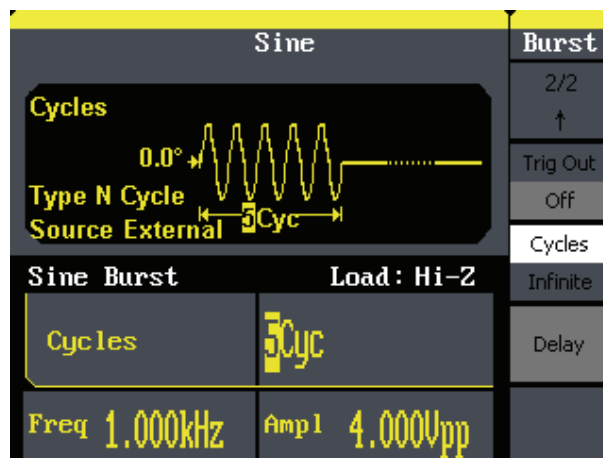 Sine
Cycles
0.0°
Type N Cycle
Source External
5Cyc
Sine Burst
Load: Hi-Z
Cycles
5Cyc
Freq 1.000kHz
Ampl 4.000Vpp
Burst
2/2
↑
Trig Out
Off
Cycles
Infinite
Delay